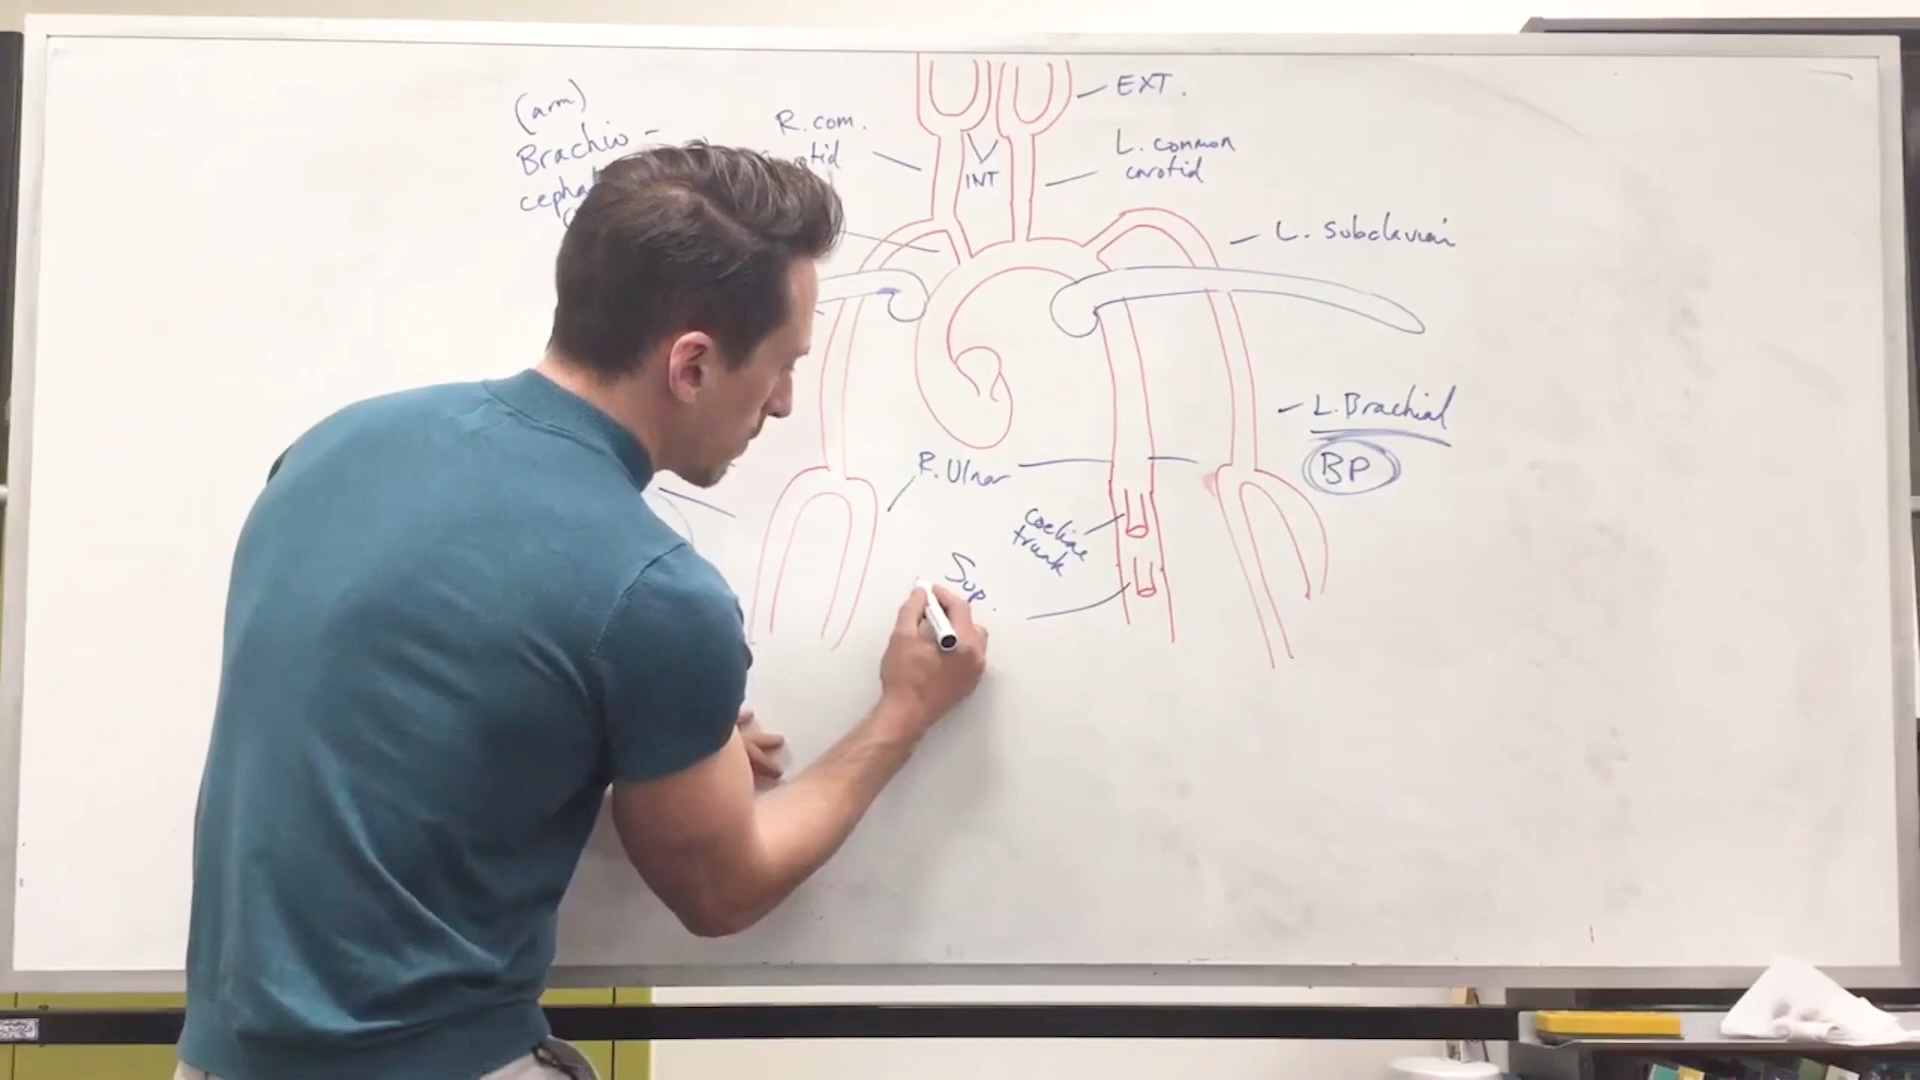 (arm)
Brachio-
R. com.
EXT.
L. common
carotid
INT
L. Subclavian
L. Brachial
BP
R. Ulnar
coeliac
trunk
Sup.